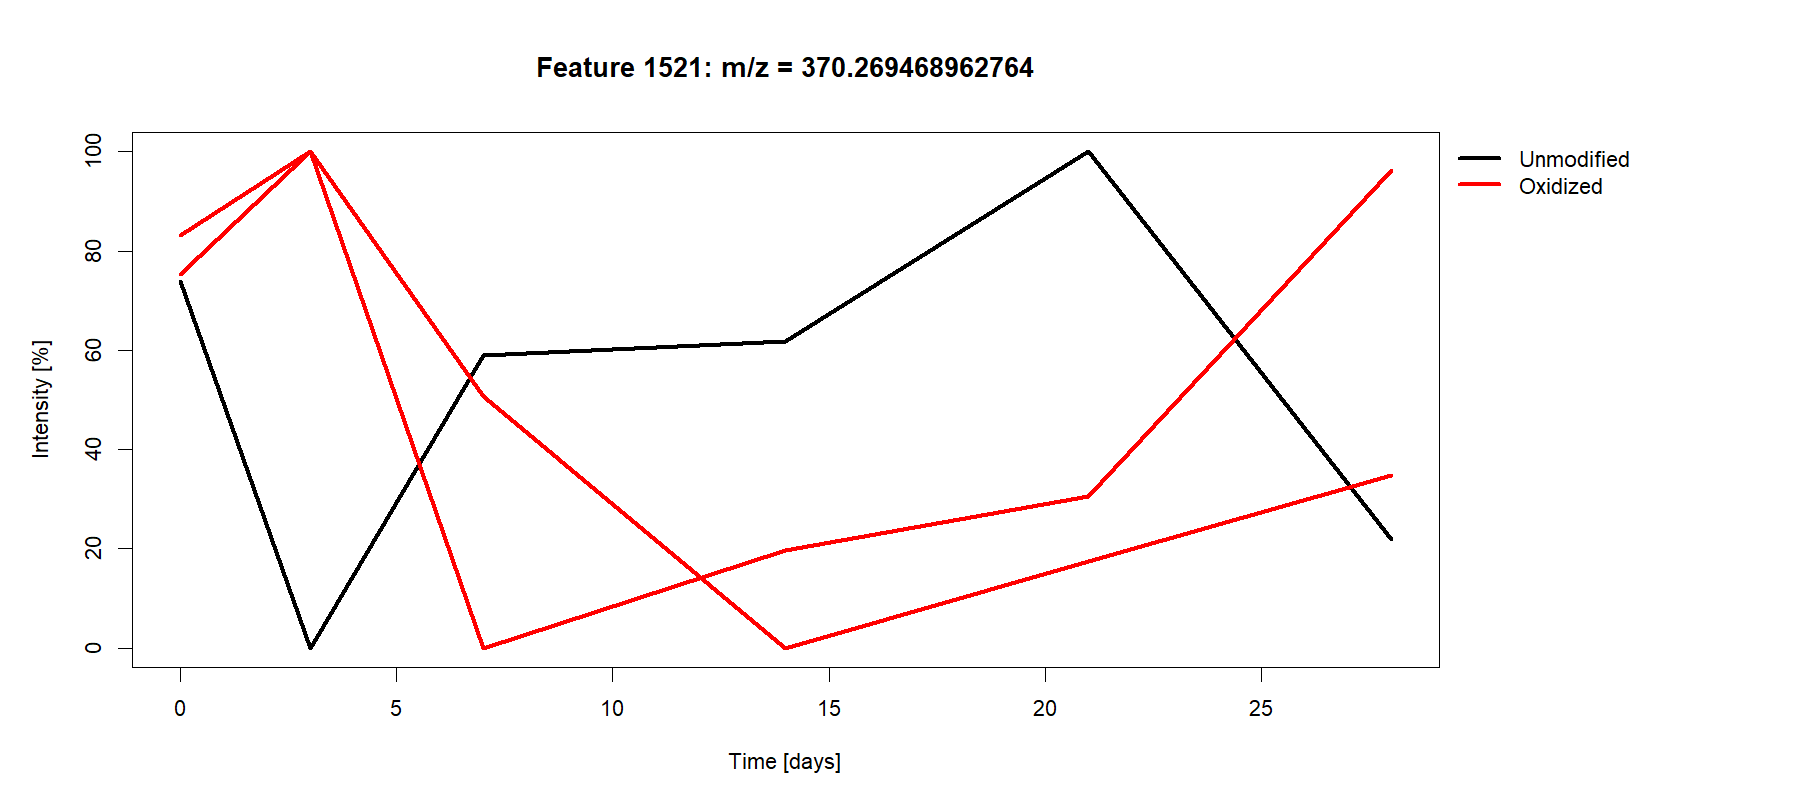 Feature 1521: m/z = 370.269468962764
Unmodified
Oxidized
Intensity [%]
100
80
60
40
20
0
0 5 10 15 20 25
Time [days]